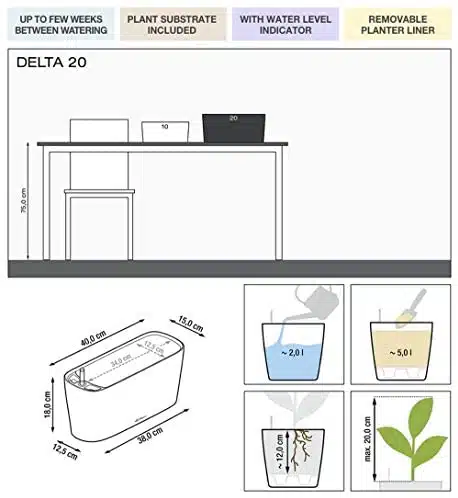 UP TO FEW WEEKS
BETWEEN WATERING
PLANT SUBSTRATE
INCLUDED
WITH WATER LEVEL
INDICATOR
REMOVABLE
PLANTER LINER
DELTA 20
10
20
75,0 cm
40,0 cm
15,0 cm
12,5 cm
34,0 cm
18,0 cm
12,5 cm
38,0 cm
~ 2,0 l
~ 5,0 l
~ 12,0 cm
max. 20,0 cm